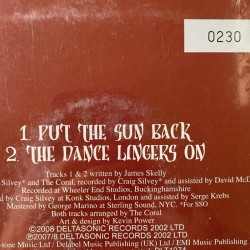 0230
1. PUT THE SUN BACK
2. THE DANCE LINGERS ON
Tracks 1 & 2 written by James Skelly
Silvey* and The Coral, recorded by Craig Silvey* and assisted by David McD
Recorded at Wheeler End Studios, Buckinghamshire
ed by Craig Silvey at Konk Studios, London and assisted by Serge Krebs
Mastered by George Marino at Sterling Sound, NYC. *For SSO
Both tracks arranged by The Coral
Art & design by Kevin Power
©2008 DELTASONIC RECORDS 2002 LTD
℗2007/8 DELTASONIC RECORDS 2002 LTD
tone Music Ltd / Delabel Music Publishing (UK) Ltd / EMI Music Publishing